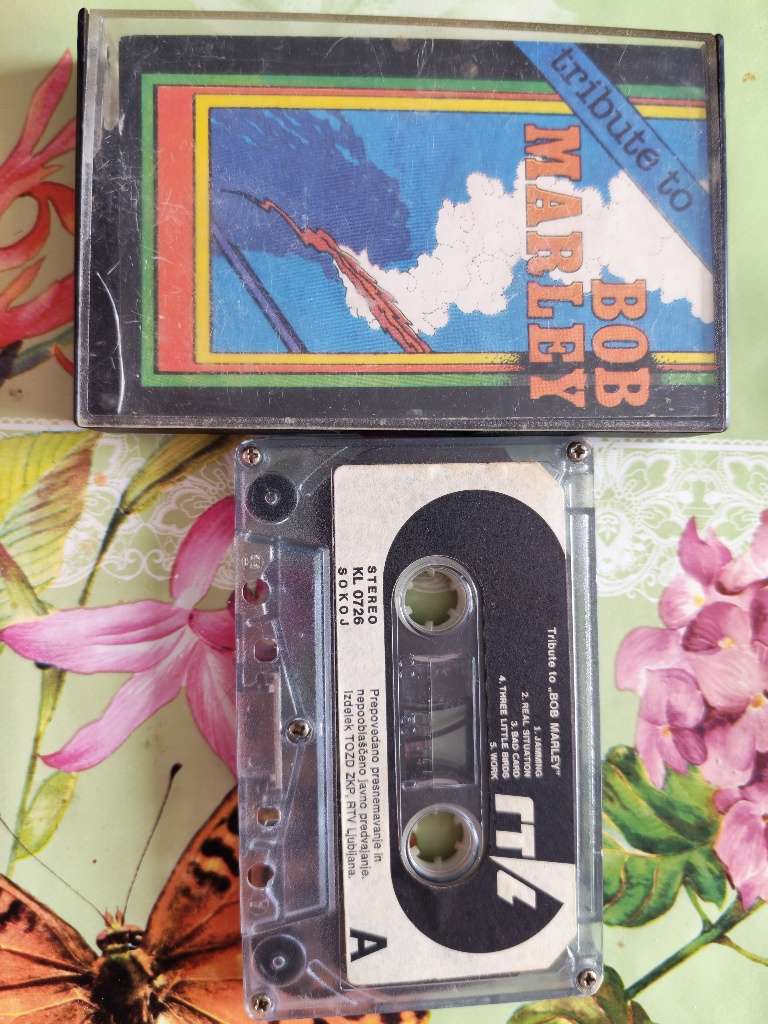 tribute to
BOB
MARLEY
Tribute to „BOB MARLEY"
1. JAMMING
2. REAL SITUATION
3. BAD CARD
4. THREE LITTLE BIRDS
5. WORK
STEREO
KL 0726
SOKOJ
Prepovedano presnemavanje in
nepooblaščeno javno predvajanje.
Izdelek TOZD ZKP, RTV Ljubljana.
A